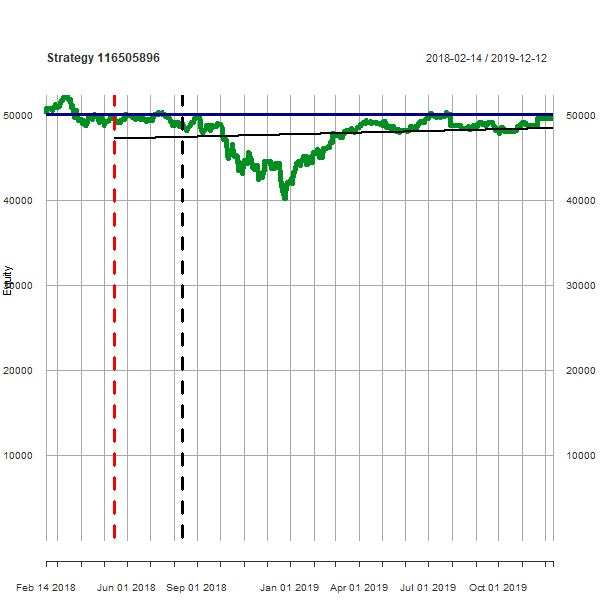 Strategy 116505896
2018-02-14 / 2019-12-12
50000 50000
40000 40000
Equity
30000 30000
20000 20000
10000 10000
Feb 14 2018 Jun 01 2018 Sep 01 2018 Jan 01 2019 Apr 01 2019 Jul 01 2019 Oct 01 2019